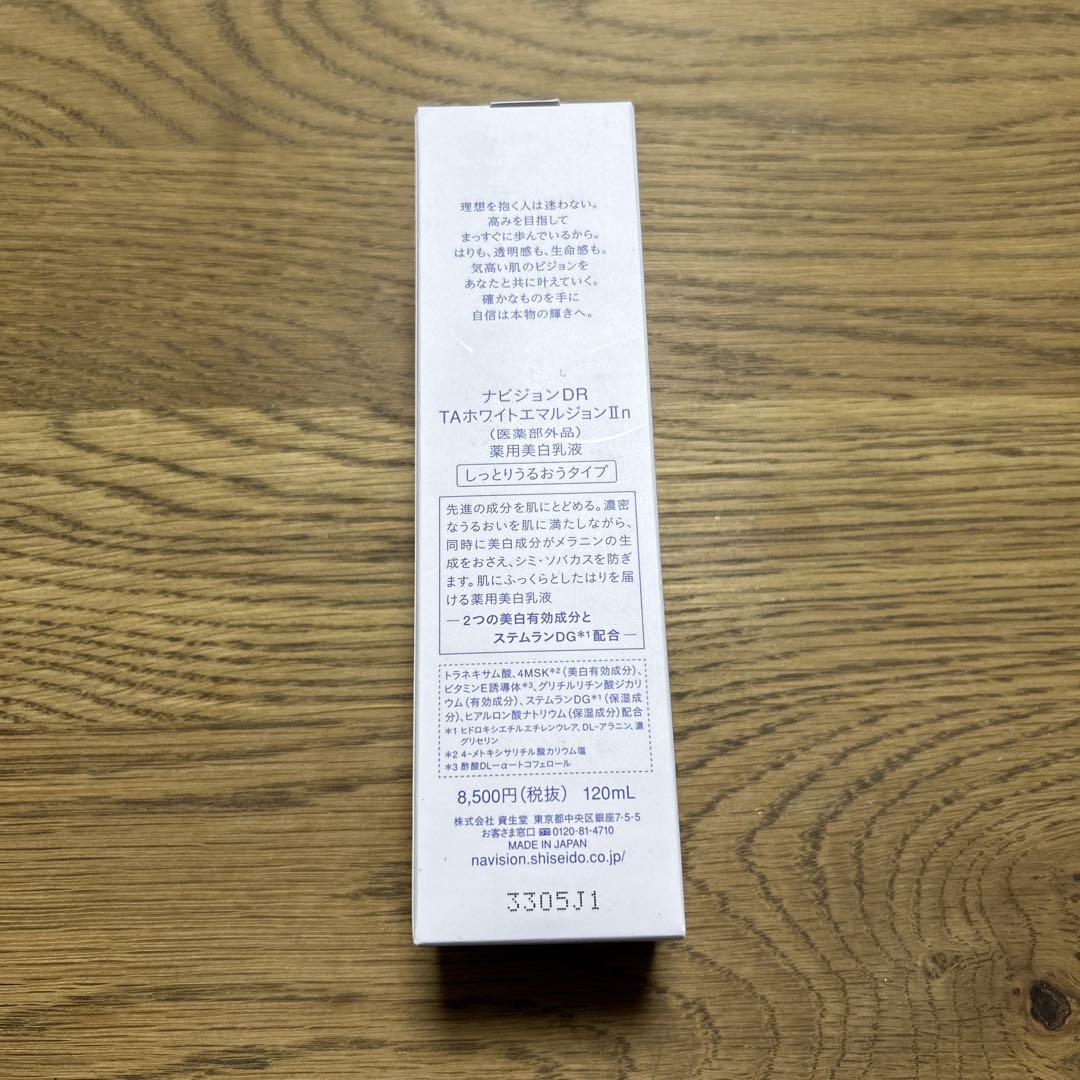 理想を抱く人は迷わない。
高みを目指して
まっすぐに歩んでいるから。
はりも、透明感も、生命感も。
気高い肌のビジョンを
あなたと共に叶えていく。
確かなものを手に
自信は本物の輝きへ。
ナビジョンDR
TAホワイトエマルジョンⅡn
（医薬部外品）
薬用美白乳液
しっとりうるおうタイプ
先進の成分を肌にとどめる。濃密
なうるおいを肌に満たしながら、
同時に美白成分がメラニンの生
成をおさえ、シミ・ソバカスを防ぎ
ます。肌にふっくらとしたはりを届
ける薬用美白乳液
― 2つの美白有効成分と
ステムランDG*1配合 ―
トラネキサム酸、4MSK*2（美白有効成分）、
ビタミンE誘導体*3、グリチルリチン酸ジカリ
ウム（有効成分）、ステムランDG*1（保湿成
分）、ヒアルロン酸ナトリウム（保湿成分）配合
*1 ヒドロキシエチルエチレンウレア、DL-アラニン、濃
グリセリン
*2 4-メトキシサリチル酸カリウム塩
*3 酢酸DL-α-トコフェロール
8,500円（税抜） 120mL
株式会社 資生堂 東京都中央区銀座7-5-5
お客さま窓口 0120-81-4710
MADE IN JAPAN
navision.shiseido.co.jp/
3305J1